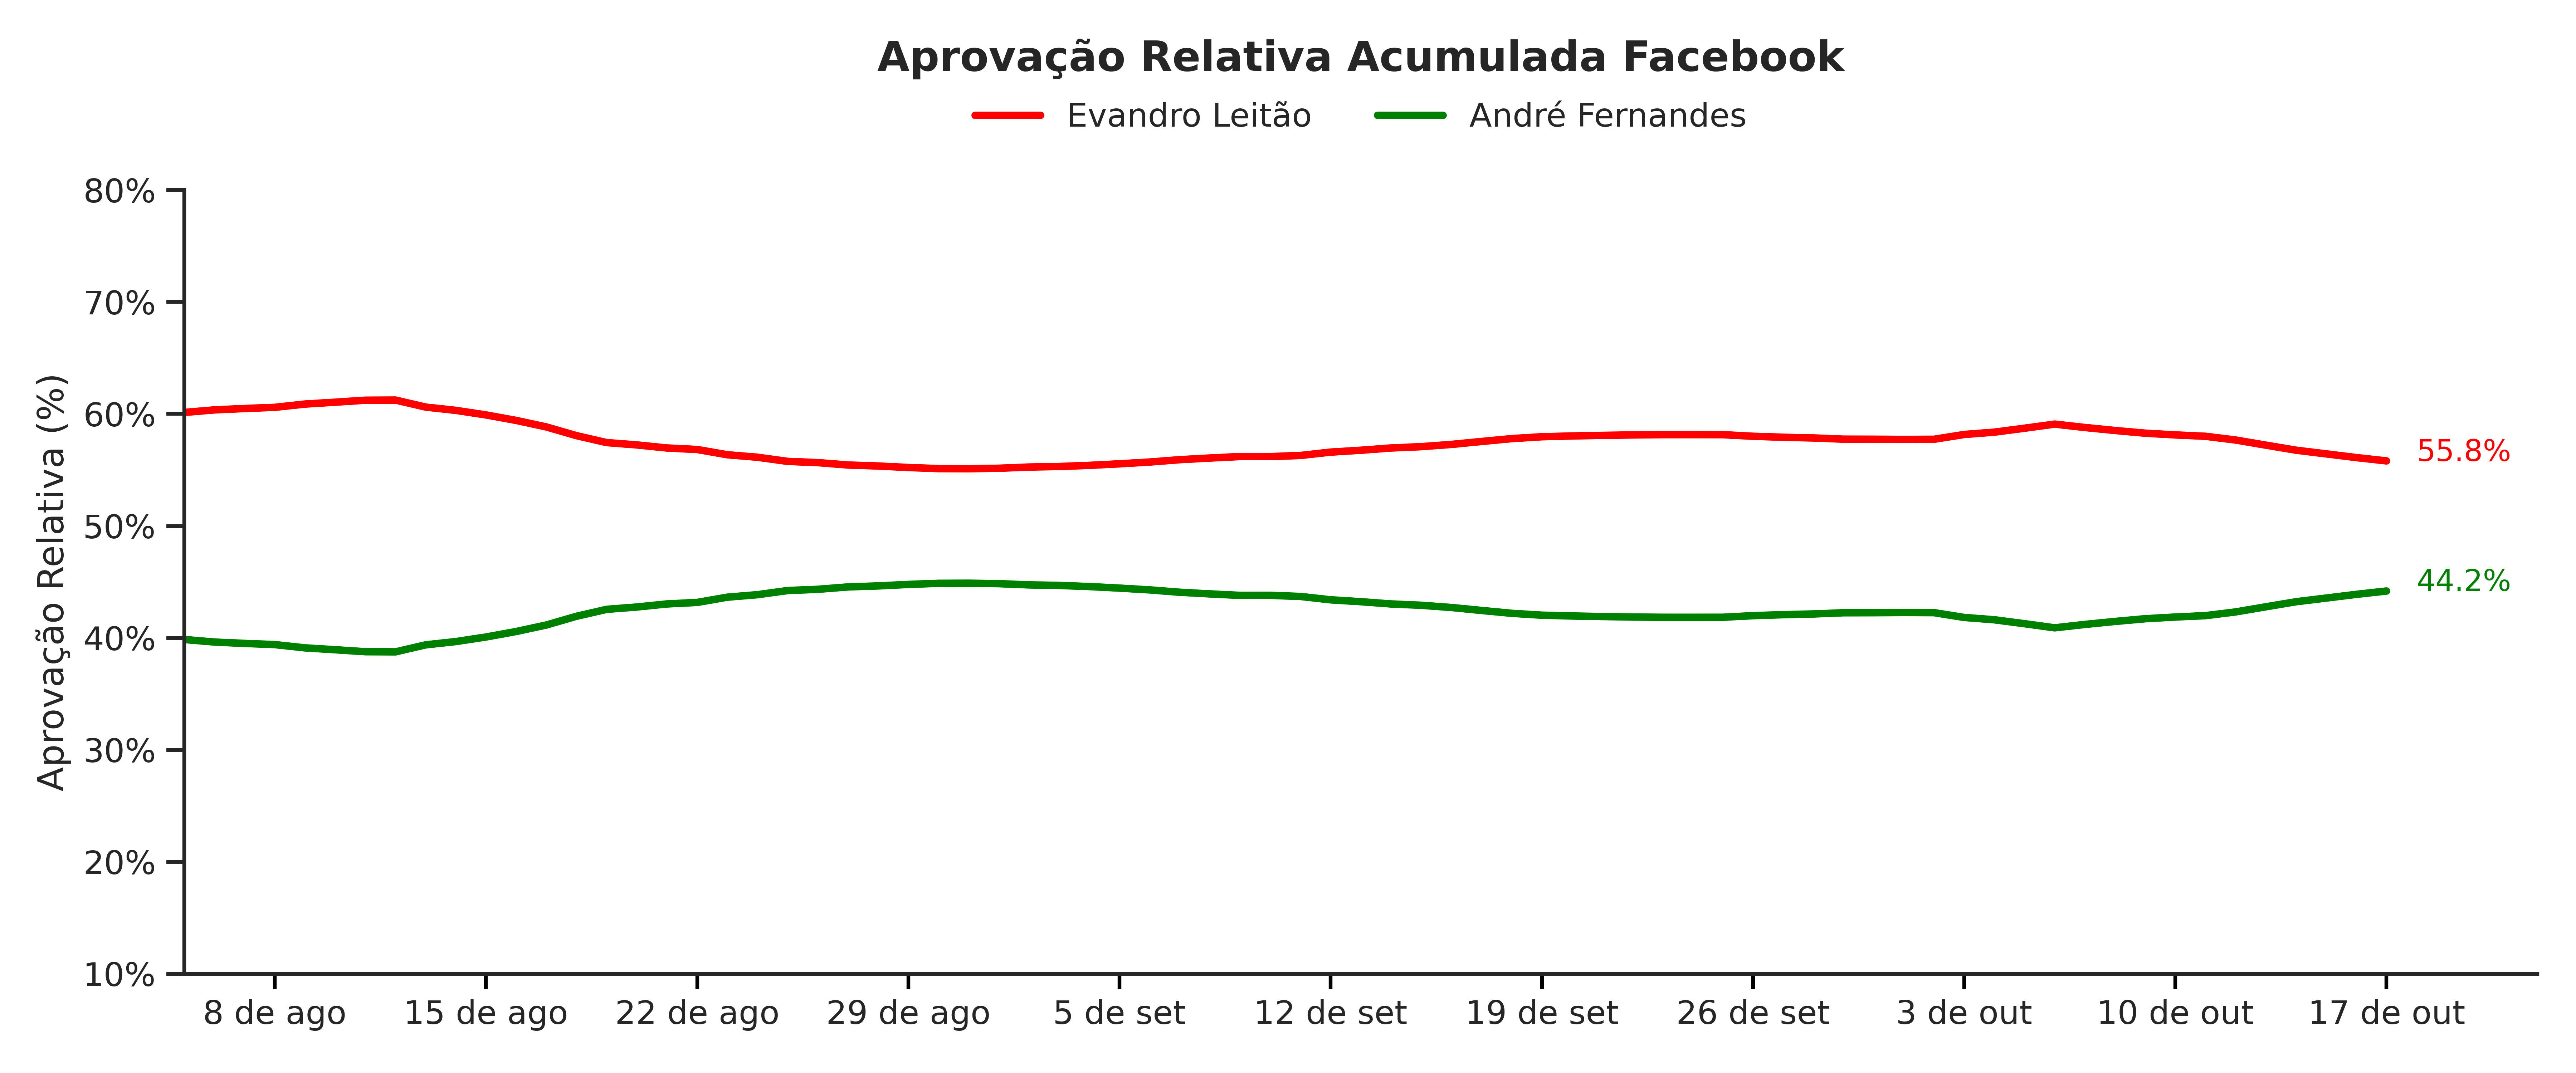 Aprovação Relativa Acumulada Facebook
Evandro Leitão
André Fernandes
Aprovação Relativa (%)
80%
70%
60%
50%
40%
30%
20%
10%
55.8%
44.2%
8 de ago
15 de ago
22 de ago
29 de ago
5 de set
12 de set
19 de set
26 de set
3 de out
10 de out
17 de out